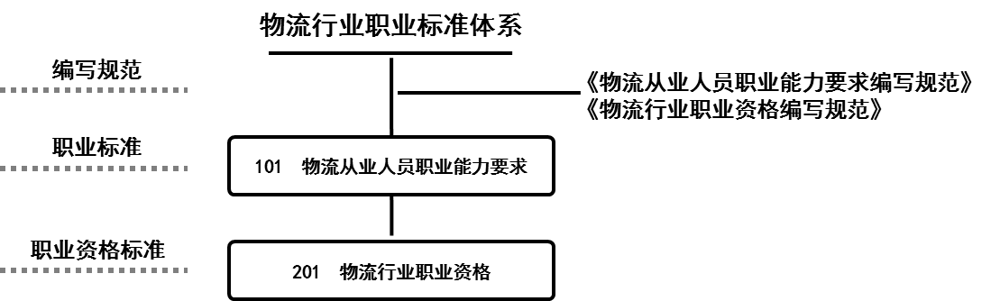 物流行业职业标准体系
编写规范
《物流从业人员职业能力要求编写规范》
《物流行业职业资格编写规范》
职业标准
101 物流从业人员职业能力要求
职业资格标准
201 物流行业职业资格